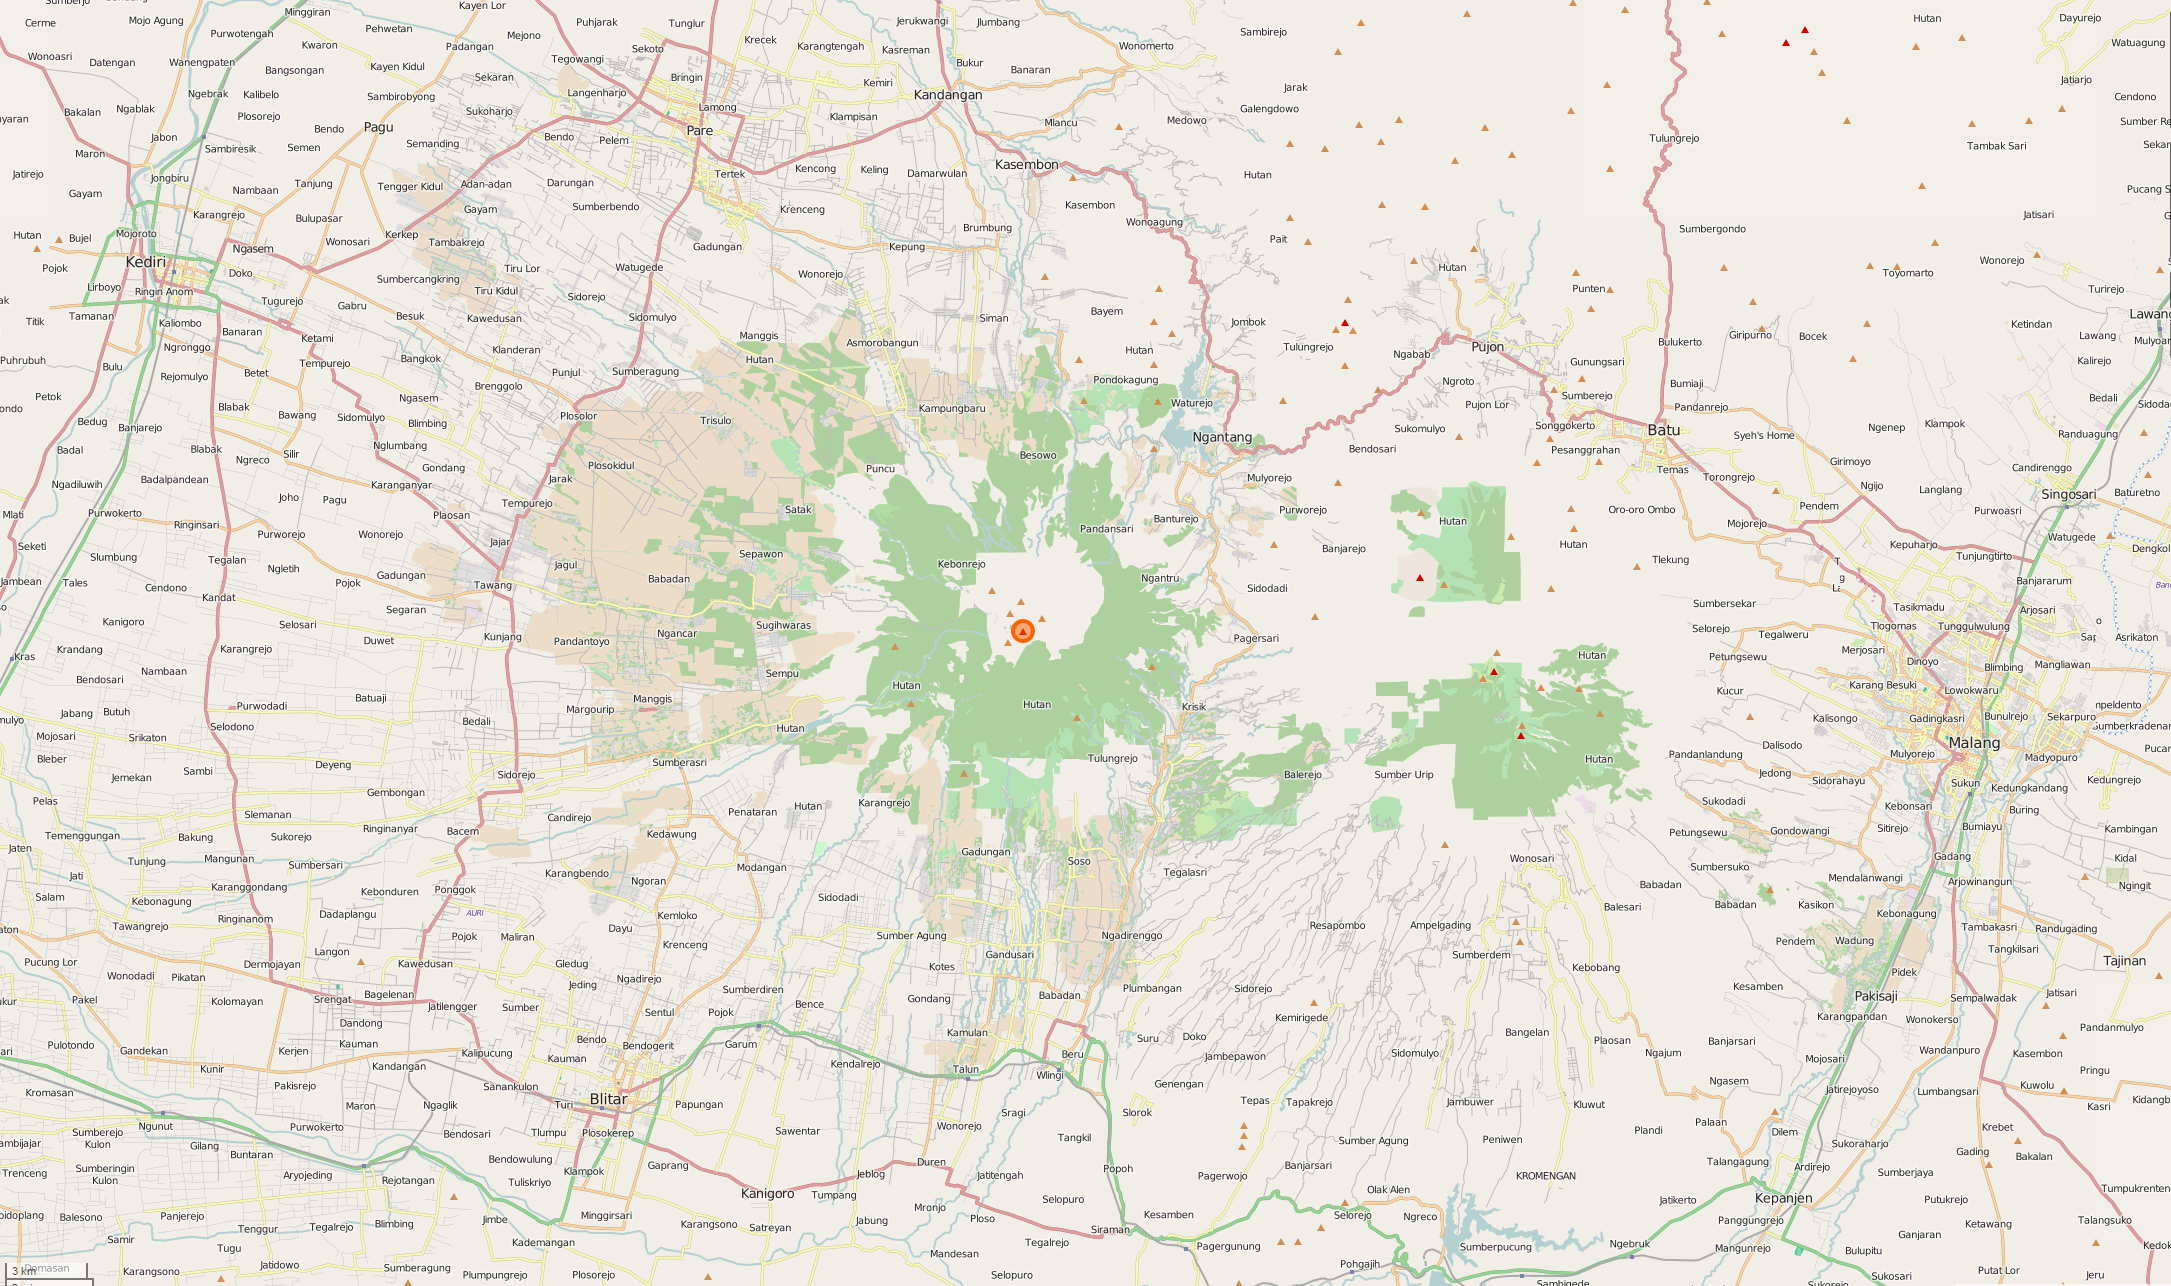 Kayen Lor
Minggiran
Cerme
Mojo Agung
Pehwetan
Puhjarak
Tunglur
Jerukwangi
Jlumbang
Hutan
Dayurejo
Purwotengah
Mejono
Sambirejo
Kwaron
Padangan
Sekoto
Krecek
Karangtengah
Kasreman
Wonomerto
Watuagung
Wonoasri
Datengan
Wanengpaten
Bangsongan
Kayen Kidul
Tegowangi
Bukur
Banaran
Jatiarjo
Sekaran
Bringin
Kemiri
Jarak
Ngebrak
Kalibelo
Sambirobyong
Langenharjo
Kandangan
Cendono
Bakalan
Ngablak
Plosorejo
Sukoharjo
Lamong
Klampisan
Galengdowo
Medowo
Mlancu
Sumber Re
Bendo
Pagu
Pare
Jabon
Bendo
Pelem
Tulungrejo
Maron
Sambiresik
Semen
Semanding
Tambak Sari
Sekar
Jatirejo
Jongbiru
Tertek
Kencong
Keling
Damarwulan
Kasembon
Hutan
Gayam
Nambaan
Tanjung
Tengger Kidul
Adan-adan
Darungan
Pucang S
Karangrejo
Bulupasar
Gayam
Sumberbendo
Krenceng
Kasembon
Jatisari
Hutan
Bujel
Mojoroto
Ngasem
Wonosari
Kerkep
Tambakrejo
Gadungan
Kepung
Brumbung
Wonoagung
Pait
Sumbergondo
Kediri
Pojok
Doko
Sumbercangkring
Tiru Lor
Watugede
Wonorejo
Hutan
Toyomarto
Wonorejo
Lirboyo
Ringin Anom
Tugurejo
Gabru
Tiru Kidul
Sidorejo
Punten
Turirejo
Titik
Tamanan
Kaliombo
Banaran
Besuk
Kawedusan
Sidomulyo
Siman
Bayem
Jombok
Ketindan
Lawang
Ngronggo
Ketami
Klanderan
Manggis
Asmorobangun
Hutan
Tulungrejo
Ngabab
Pujon
Bulukerto
Giripurno
Bocek
Lawang
Puhrubuh
Bulu
Rejomulyo
Betet
Tempurejo
Bangkok
Punjul
Sumberagung
Hutan
Gunungsari
Kalirejo
Petok
Ngasem
Brenggolo
Pondokagung
Ngroto
Sumberejo
Bumiaji
Bedali
Blabak
Bawang
Sidomulyo
Blimbing
Plosolor
Trisulo
Kampungbaru
Waturejo
Pujon Lor
Pandanrejo
Bedug
Banjarejo
Sukomulyo
Songgokerto
Batu
Syeh's Home
Ngenep
Klampok
Randuagung
Badal
Blabak
Ngreco
Silir
Nglumbang
Gondang
Plosokidul
Puncu
Besowo
Ngantang
Bendosari
Pesanggrahan
Temas
Girimoyo
Candirenggo
Ngadiluwih
Badalpandean
Joho
Pagu
Karanganyar
Jarak
Mulyorejo
Torongrejo
Ngijo
Langlang
Singosari
Baturetno
Mlati
Purwokerto
Ringinsari
Plaosan
Tempurejo
Satak
Banturejo
Purworejo
Hutan
Oro-oro Ombo
Mojorejo
Pendem
Purwoasri
Seketi
Purworejo
Wonorejo
Jajar
Pandansari
Banjarejo
Hutan
Kepuharjo
Watugede
Slumbung
Tegalan
Ngletih
Gadungan
Jagul
Sepawon
Kebonrejo
Tlekung
Tunjungtirto
Tales
Cendono
Kandat
Pojok
Tawang
Babadan
Ngantru
Sidodadi
Banjararum
Segaran
Sumbersekar
Tasikmadu
Arjosari
Kanigoro
Selosari
Duwet
Kunjang
Pandantoyo
Ngancar
Sugihwaras
Pagersari
Selorejo
Tegalweru
Tlogomas
Tunggulwulung
Asrikaton
Kras
Krandang
Karangrejo
Nambaan
Sempu
Hutan
Petungsewu
Merjosari
Dinoyo
Blimbing
Mangliawan
Bendosari
Batuaji
Manggis
Hutan
Kucur
Karang Besuki
Lowokwaru
Jabang
Butuh
Purwodadi
Margourip
Hutan
Krisik
Kalisongo
Gadingkasri
Bunulrejo
Sekarpuro
Mojosari
Srikaton
Selodono
Bedali
Hutan
Dalisodo
Malang
Bleber
Deyeng
Sumberasri
Tulungrejo
Hutan
Pandanlandung
Mulyorejo
Madyopuro
Jemekan
Sambi
Sidorejo
Balerejo
Sumber Urip
Jedong
Sidorahayu
Sukun
Kedungrejo
Pelas
Gembongan
Hutan
Karangrejo
Sukodadi
Kebonsari
Kedungkandang
Buring
Slemanan
Candirejo
Penataran
Temenggungan
Bakung
Sukorejo
Ringinanyar
Bacem
Kedawung
Petungsewu
Gondowangi
Sitirejo
Bumiayu
Kambingan
Jaten
Tunjung
Mangunan
Sumbersari
Modangan
Gadungan
Soso
Wonosari
Sumbersuko
Gadang
Kidal
Jati
Karanggondang
Kebonduren
Ponggok
Karangbendo
Ngoran
Tegalasri
Babadan
Mendalanwangi
Arjowinangun
Ngingit
Salam
Kebonagung
Sidodadi
Babadan
Kasikon
Kebonagung
Tawangrejo
Ringinanom
Dadaplangu
AURI
Kemloko
Balesari
Pojok
Maliran
Dayu
Krenceng
Sumber Agung
Ngadirenggo
Resapombo
Ampelgading
Pendem
Wadung
Tambakasri
Randugading
Pucung Lor
Langon
Kawedusan
Gledug
Gandusari
Sumberdem
Tangkilsari
Tajinan
Wonodadi
Pikatan
Dermojayan
Jeding
Ngadirejo
Kotes
Kebobang
Pidek
Pakel
Kolomayan
Srengat
Bagelenan
Jatilengger
Sumber
Sentul
Sumberdiren
Bence
Gondang
Babadan
Plumbangan
Sidorejo
Kesamben
Pakisaji
Sempalwadak
Jatisari
Dandong
Pojok
Kamulan
Kemirigede
Karangpandan
Wonokerso
Pandanmulyo
Pulotondo
Gandekan
Kerjen
Kauman
Kalipucung
Bendo
Bendogerit
Garum
Suru
Doko
Bangelan
Plaosan
Banjarsari
Kunir
Kandangan
Kauman
Kendalrejo
Talun
Wlingi
Beru
Jambepawon
Sidomulyo
Ngajum
Mojosari
Wandanpuro
Kasembon
Kromasan
Pakisrejo
Sanankulon
Genengan
Ngasem
Jatirejoyoso
Lumbangsari
Kuwolu
Pringu
Maron
Ngaglik
Turi
Blitar
Papungan
Sragi
Slorok
Tepas
Tapakrejo
Jambuwer
Kluwut
Kasri
Ngunut
Purwokerto
Bendosari
Tlumpu
Plosokerep
Sawentar
Wonorejo
Tangkil
Sumber Agung
Peniwen
Plandi
Palaan
Dilem
Sukoraharjo
Krebet
Sumberejo
Kulon
Gilang
Buntaran
Bendowulung
Gaprang
Duren
Popoh
Banjarsari
Talangagung
Ardirejo
Gading
Bakalan
Trenceng
Sumberingin
Kulon
Aryojeding
Rejotangan
Tuliskriyo
Klampok
Jeblog
Jatitengah
Pagerwojo
KROMENGAN
Sumberjaya
Kanigoro
Tumpang
Selopuro
Olak Alen
Jatikerto
Kepanjen
Putukrejo
Balesono
Panjerejo
Tenggur
Tegalrejo
Blimbing
Jimbe
Minggirsari
Karangsono
Satreyan
Jabung
Mronjo
Ploso
Siraman
Kesamben
Selorejo
Ngreco
Panggungrejo
Ketawang
Talangsuko
Samir
Tugu
Kademangan
Mandesan
Tegalrejo
Pagergunung
Sumberpucung
Ngebruk
Mangunrejo
Bulupitu
Ganjaran
Karangsono
Jatidowo
Sumberagung
Plumpungrejo
Plosorejo
Selopuro
Pohgajih
Sambigede
Sukosari
Putat Lor
Jeru
3 km